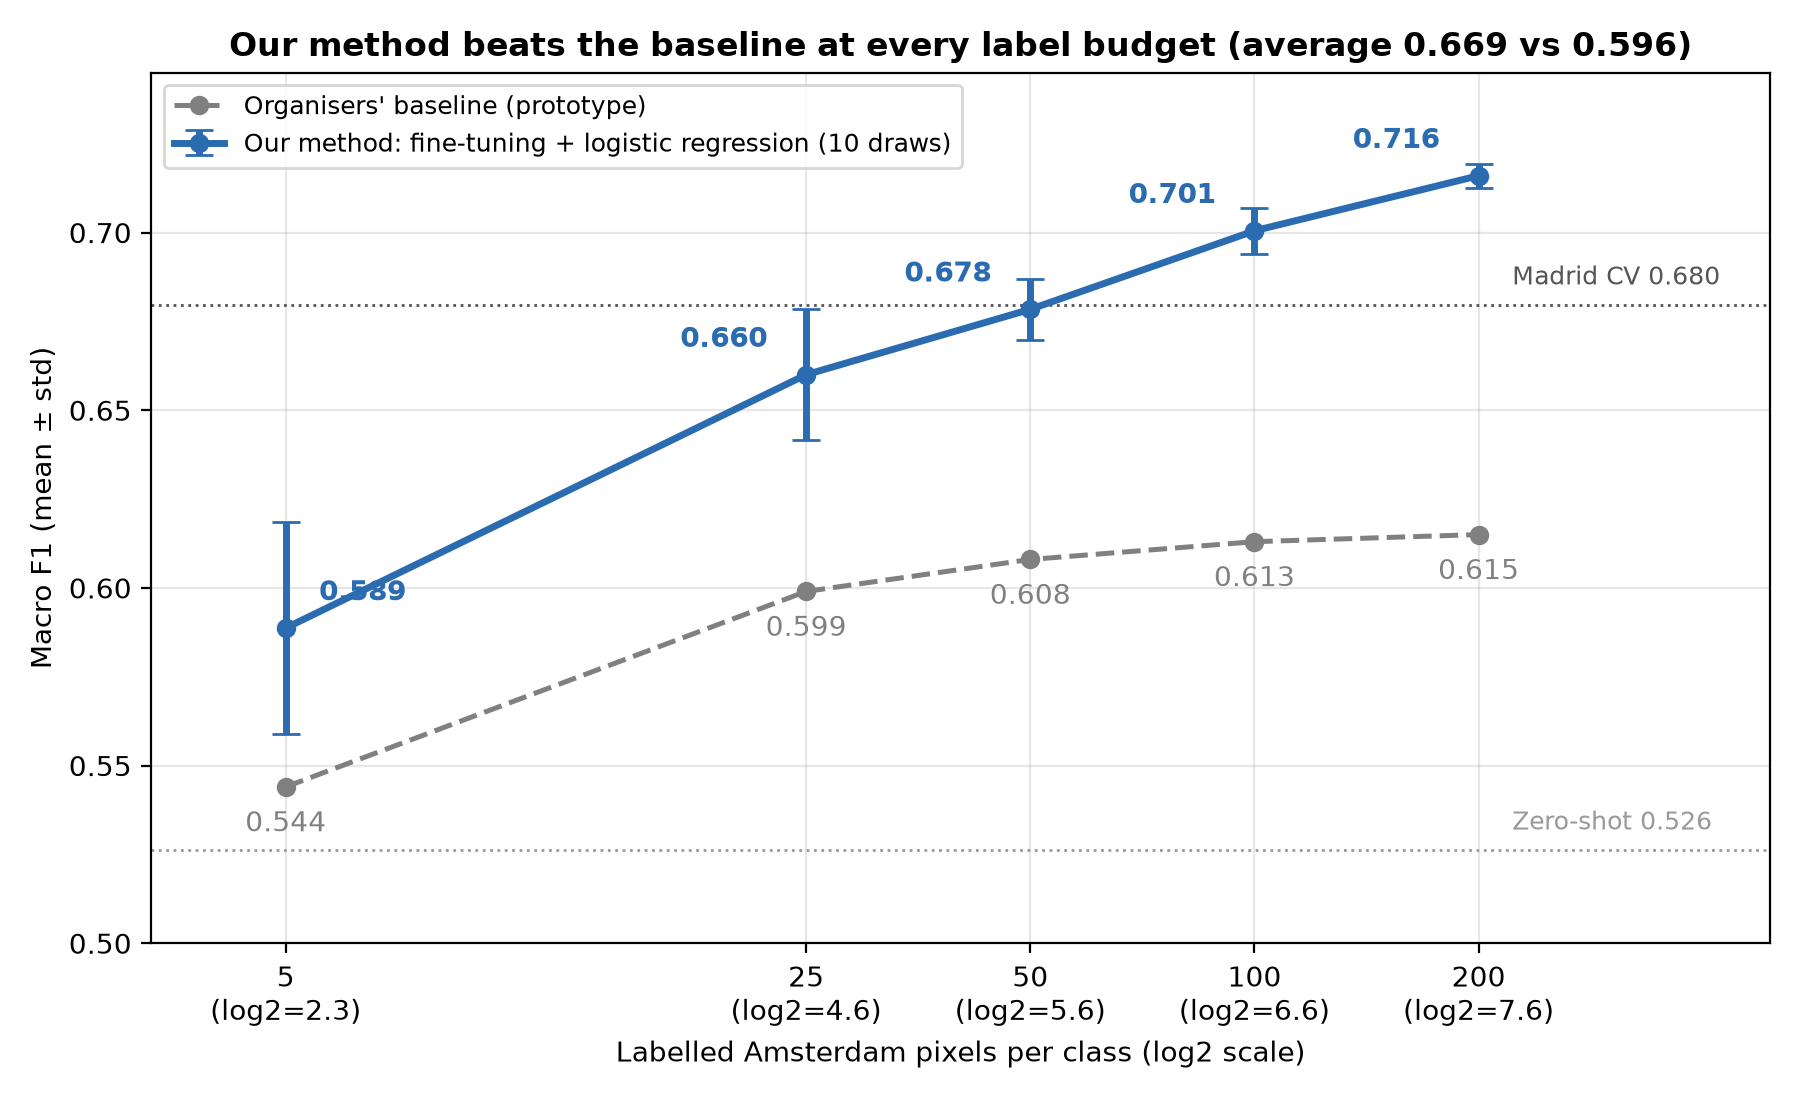 Our method beats the baseline at every label budget (average 0.669 vs 0.596)
Organisers' baseline (prototype)
Our method: fine-tuning + logistic regression (10 draws)
0.716
0.701
0.70
0.678
Madrid CV 0.680
0.660
Macro F1 (mean ± std)
0.65
0.60
0.589
0.599
0.608
0.613
0.615
0.55
0.544
Zero-shot 0.526
0.50
5
25
50
100
200
(log2=2.3)
(log2=4.6)
(log2=5.6)
(log2=6.6)
(log2=7.6)
Labelled Amsterdam pixels per class (log2 scale)